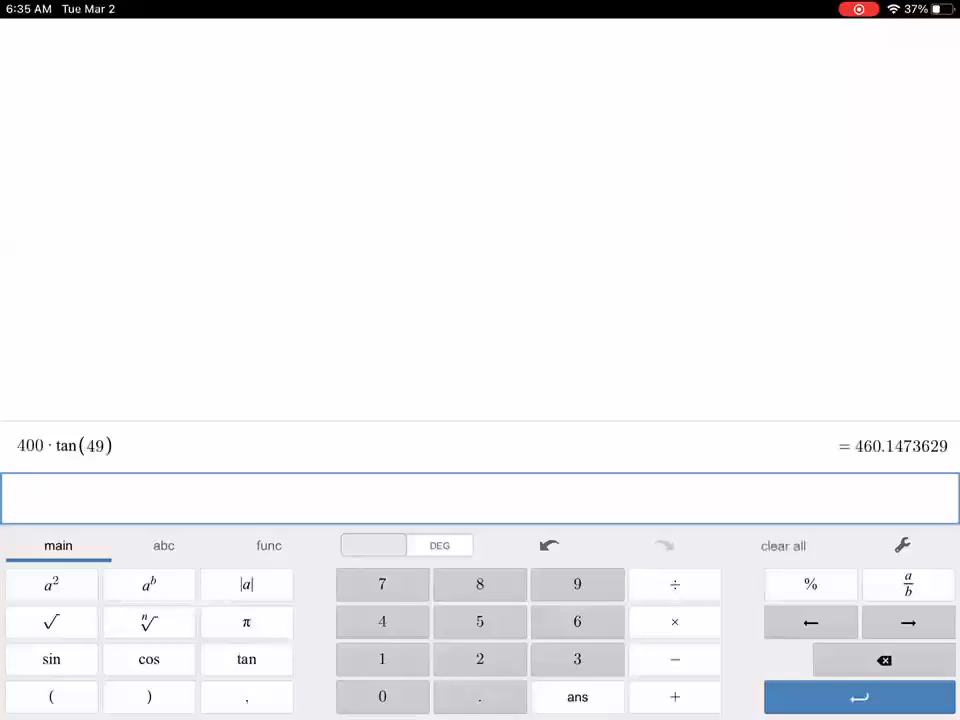 6:35 AM Tue Mar 2 37%
400 · tan(49) = 460.1473629
main abc func DEG clear all
a² aᵇ |a| 7 8 9 ÷ % a/b
√ ⁿ√ π 4 5 6 × ← →
sin cos tan 1 2 3 −
( ) , 0 . ans +